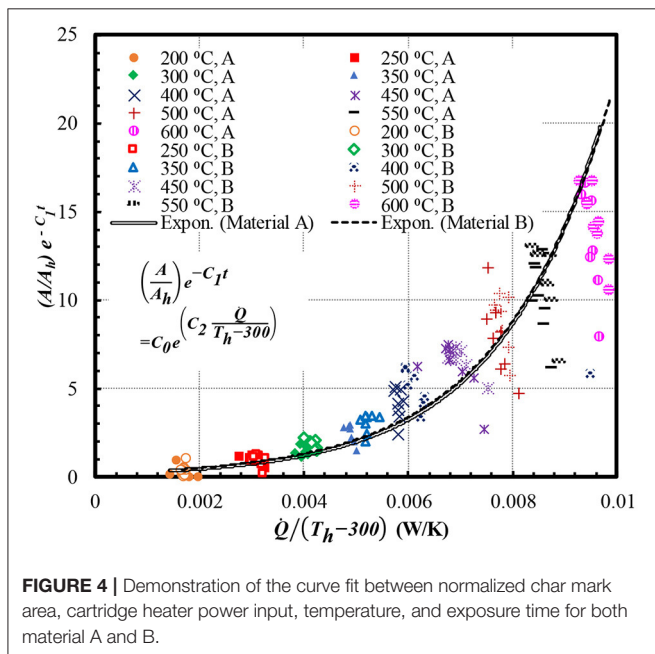 25
20
15
10
5
0
0
0.002
0.004
0.006
0.008
0.01
(A/A_h) e^{-C_1 t}
200 ºC, A
250 ºC, A
300 ºC, A
350 ºC, A
400 ºC, A
450 ºC, A
500 ºC, A
550 ºC, A
600 ºC, A
200 ºC, B
250 ºC, B
300 ºC, B
350 ºC, B
400 ºC, B
450 ºC, B
500 ºC, B
550 ºC, B
600 ºC, B
Expon. (Material A)
Expon. (Material B)
(A/A_h) e^{-C_1 t}
=C_0 e^{(C_2 Q̇/(T_h-300))}
Q̇/(T_h-300) (W/K)
FIGURE 4 | Demonstration of the curve fit between normalized char mark
area, cartridge heater power input, temperature, and exposure time for both
material A and B.